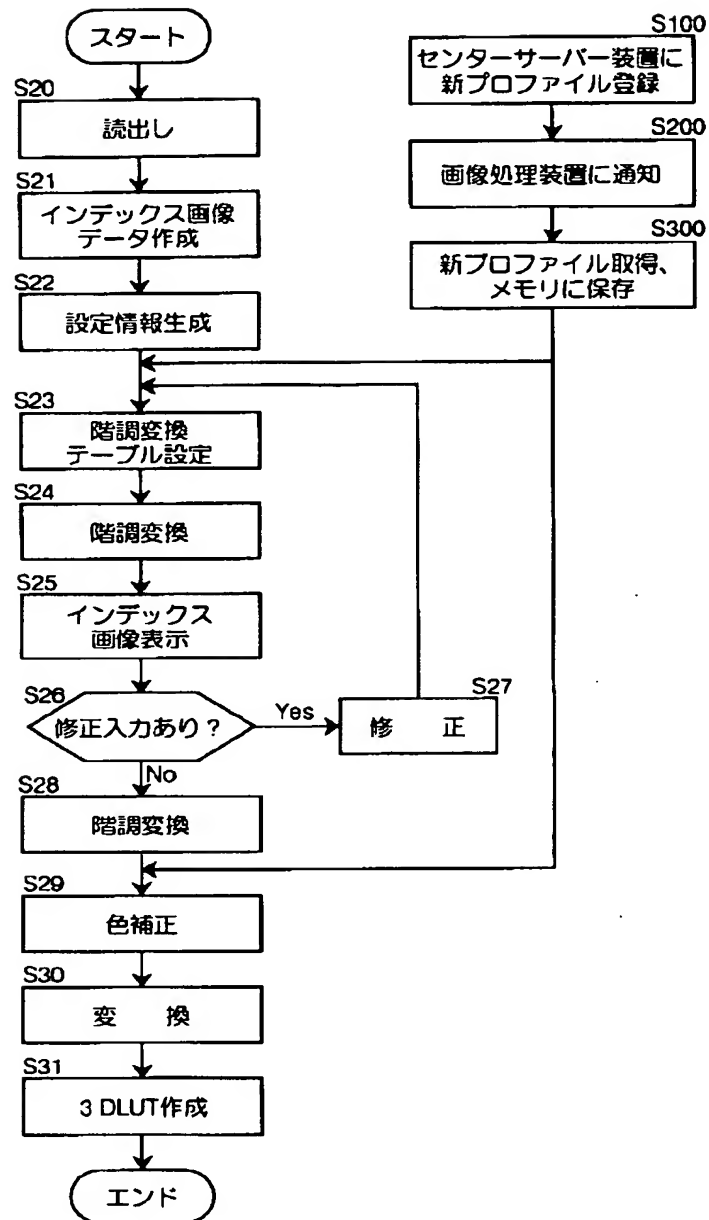 スタート
S20
読出し
S21
インデックス画像
データ作成
S22
設定情報生成
S23
階調変換
テーブル設定
S24
階調変換
S25
インデックス
画像表示
S26
修正入力あり?
Yes
S27
修 正
No
S28
階調変換
S29
色補正
S30
変 換
S31
3DLUT作成
エンド
S100
センターサーバー装置に
新プロファイル登録
S200
画像処理装置に通知
S300
新プロファイル取得、
メモリに保存